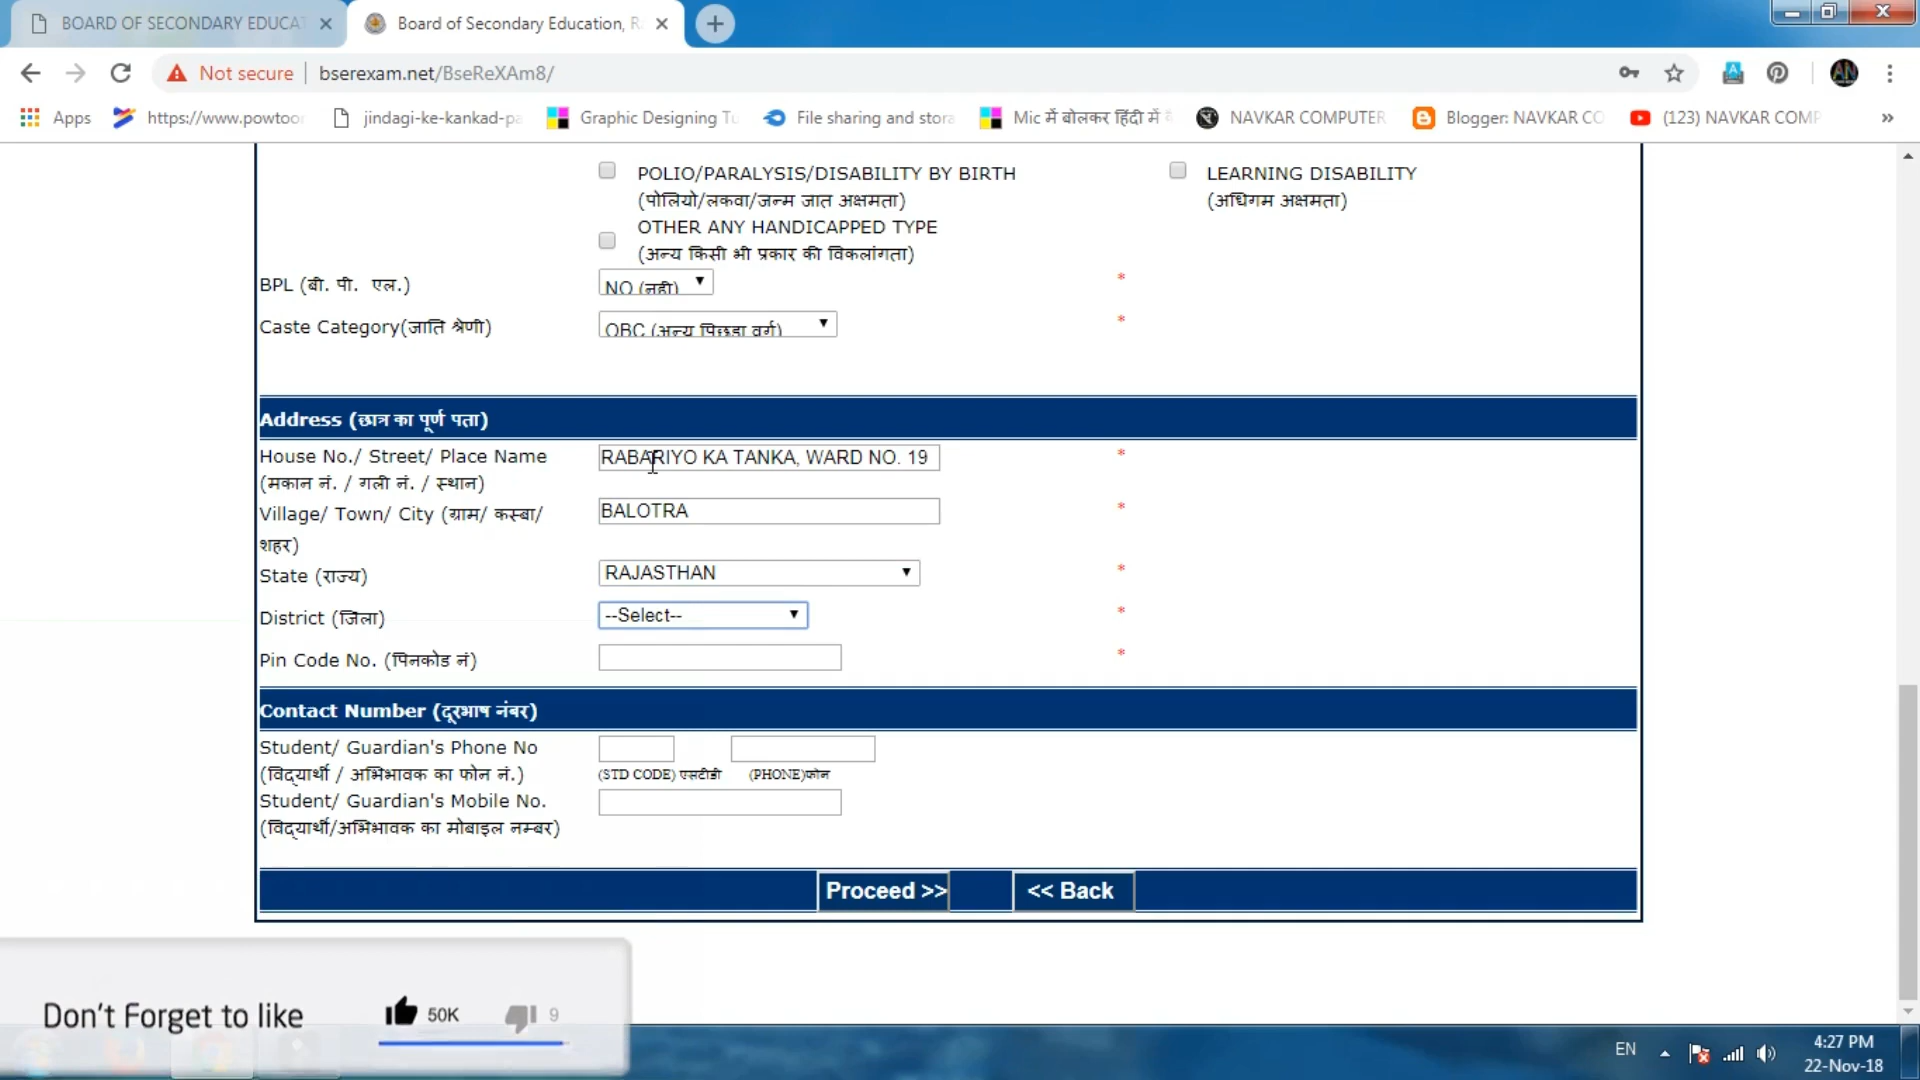 BOARD OF SECONDARY EDUCAT
Board of Secondary Education, R
Not secure
bserexam.net/BseReXAm8/
Apps
https://www.powtoon
jindagi-ke-kankad-pa
Graphic Designing Tu
File sharing and stora
Mic में बोलकर हिंदी में
NAVKAR COMPUTER
Blogger: NAVKAR CO
(123) NAVKAR COMP
»
POLIO/PARALYSIS/DISABILITY BY BIRTH
(पोलियो/लकवा/जन्म जात अक्षमता)
LEARNING DISABILITY
(अधिगम अक्षमता)
OTHER ANY HANDICAPPED TYPE
(अन्य किसी भी प्रकार की विकलांगता)
BPL (बी. पी. एल.)
NO (नही)
*
Caste Category(जाति श्रेणी)
OBC (अन्य पिछडा वर्ग)
*
Address (छात्र का पूर्ण पता)
House No./ Street/ Place Name
(मकान नं. / गली नं. / स्थान)
RABARIYO KA TANKA, WARD NO. 19
*
Village/ Town/ City (ग्राम/ कस्बा/
शहर)
BALOTRA
*
State (राज्य)
RAJASTHAN
*
District (जिला)
--Select--
*
Pin Code No. (पिनकोड नं)
*
Contact Number (दूरभाष नंबर)
Student/ Guardian's Phone No
(विद्यार्थी / अभिभावक का फोन नं.)
(STD CODE) एसटीडी
(PHONE)फोन
Student/ Guardian's Mobile No.
(विद्यार्थी/अभिभावक का मोबाइल नम्बर)
Proceed >>
<< Back
Don't Forget to like
50K
9
EN
4:27 PM
22-Nov-18